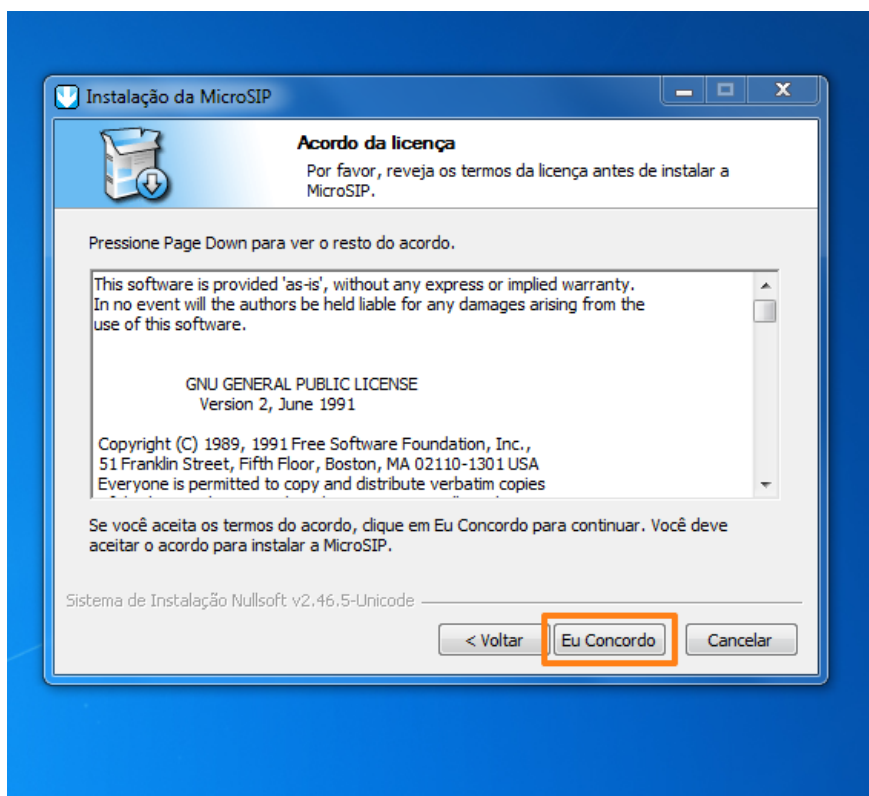 Instalação da MicroSIP
Acordo da licença
Por favor, reveja os termos da licença antes de instalar a
MicroSIP.
Pressione Page Down para ver o resto do acordo.
This software is provided 'as-is', without any express or implied warranty.
In no event will the authors be held liable for any damages arising from the
use of this software.
GNU GENERAL PUBLIC LICENSE
Version 2, June 1991
Copyright (C) 1989, 1991 Free Software Foundation, Inc.,
51 Franklin Street, Fifth Floor, Boston, MA 02110-1301 USA
Everyone is permitted to copy and distribute verbatim copies
Se você aceita os termos do acordo, clique em Eu Concordo para continuar. Você deve
aceitar o acordo para instalar a MicroSIP.
Sistema de Instalação Nullsoft v2.46.5-Unicode
< Voltar Eu Concordo Cancelar